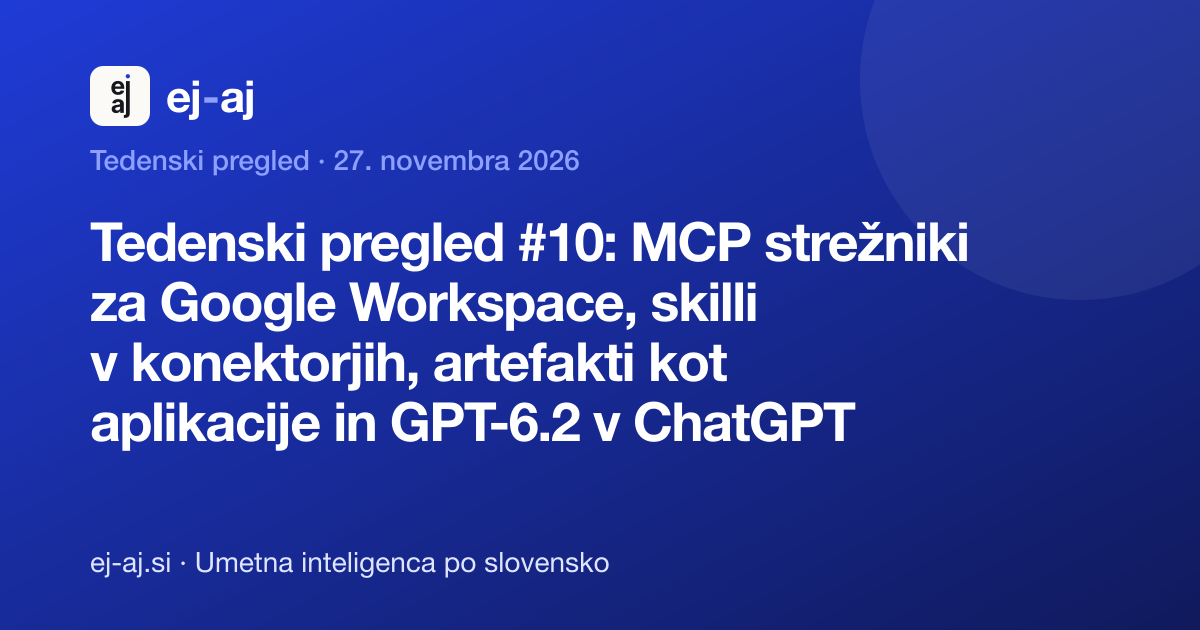 ej
aj
ej-aj
Tedenski pregled · 27. novembra 2026
Tedenski pregled #10: MCP strežniki
za Google Workspace, skilli
v konektorjih, artefakti kot
aplikacije in GPT-6.2 v ChatGPT
ej-aj.si · Umetna inteligenca po slovensko